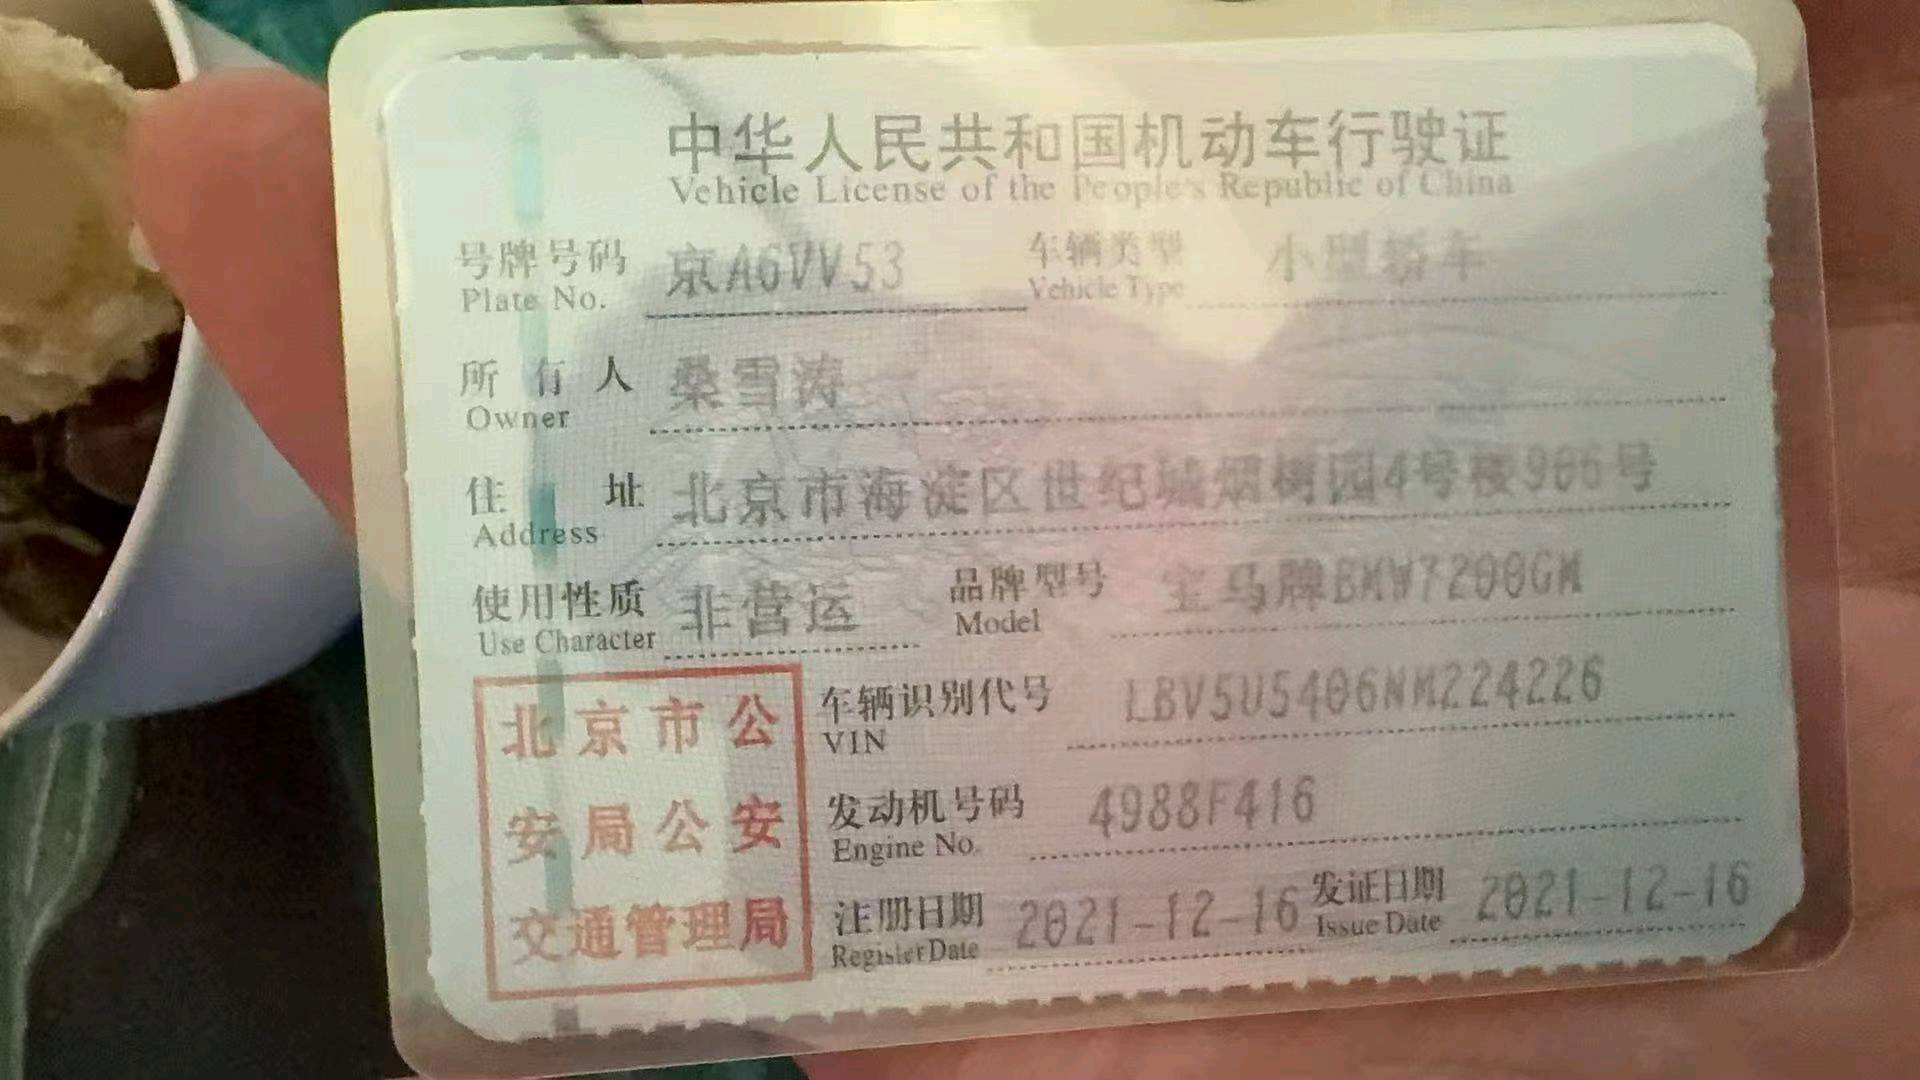 中华人民共和国机动车行驶证
Vehicle License of the People's Republic of China
号牌号码 京A6VV53 车辆类型 小型轿车
Plate No. Vehicle Type
所有人 桑雪涛
Owner
住址 北京市海淀区世纪城烟树园4号楼906号
Address
使用性质 非营运 品牌型号 宝马牌BMW7200GM
Use Character Model
北京市公
安局公安
交通管理局
车辆识别代号 LBV5U5406NM224226
VIN
发动机号码 4988F416
Engine No.
注册日期 2021-12-16 发证日期 2021-12-16
Register Date Issue Date